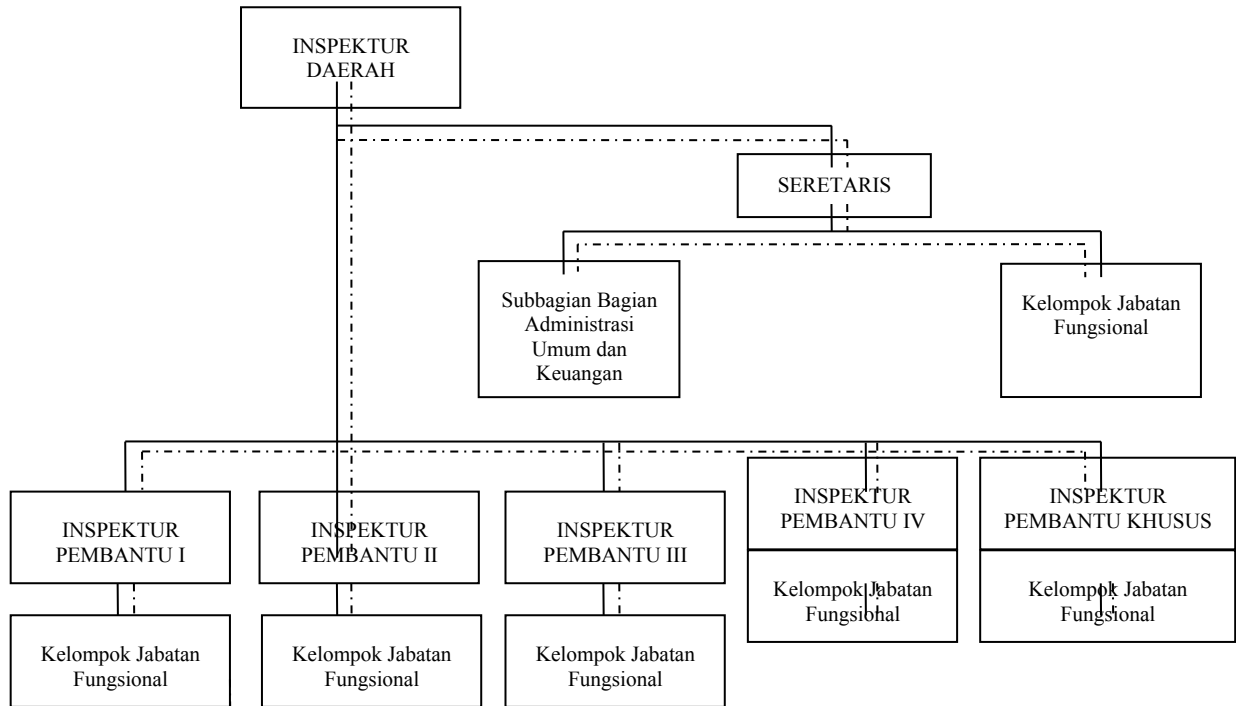 INSPEKTUR
DAERAH
SERETARIS
Subbagian Bagian
Administrasi
Umum dan
Keuangan
Kelompok Jabatan
Fungsional
INSPEKTUR
PEMBANTU I
INSPEKTUR
PEMBANTU II
INSPEKTUR
PEMBANTU III
INSPEKTUR
PEMBANTU IV
INSPEKTUR
PEMBANTU KHUSUS
Kelompok Jabatan
Fungsional
Kelompok Jabatan
Fungsional
Kelompok Jabatan
Fungsional
Kelompok Jabatan
Fungsional
Kelompok Jabatan
Fungsional